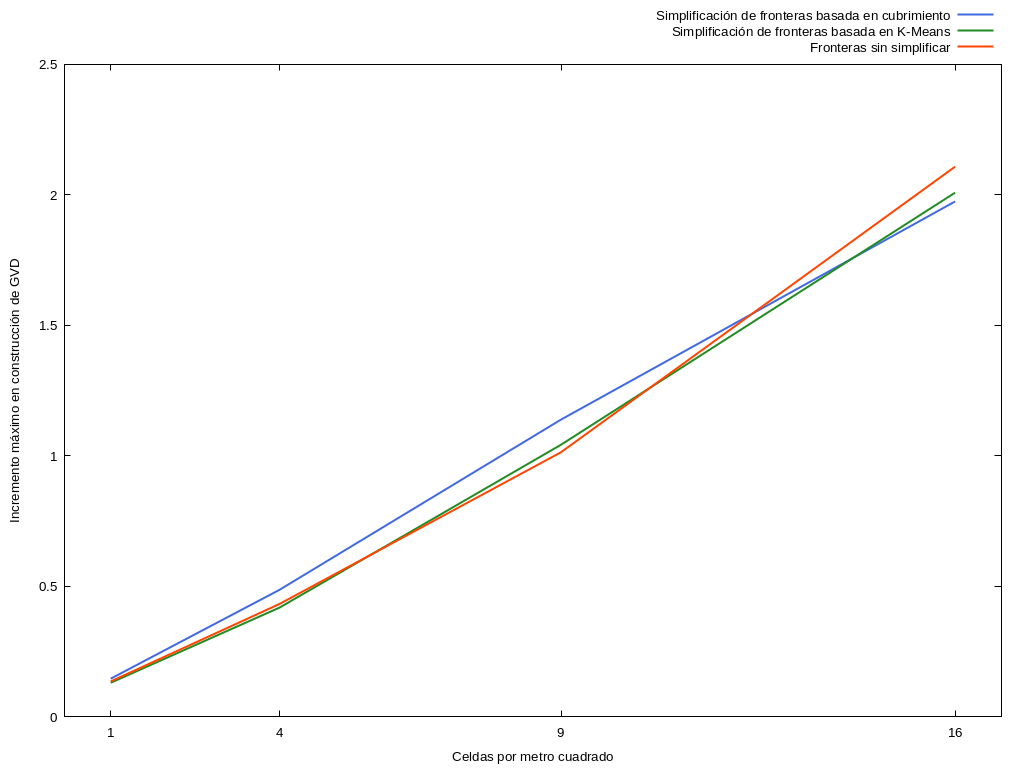 Simplificación de fronteras basada en cubrimiento
Simplificación de fronteras basada en K-Means
Fronteras sin simplificar
2.5
2
1.5
1
0.5
0
Incremento máximo en construcción de GVD
1 4 9 16
Celdas por metro cuadrado